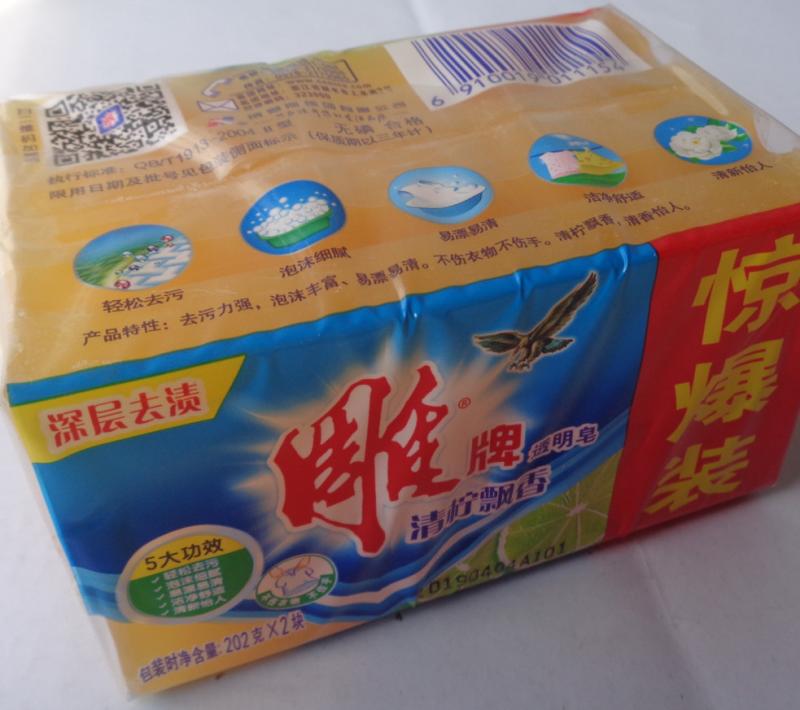 6 910019 011154
执行标准：QB/T1913-2004 II型 无磷 合格
限用日期及批号见包装侧面标示 (保质期以三年计)
轻松去污
泡沫细腻
易漂易清
洁净舒适
清新怡人
产品特性：去污力强，泡沫丰富、易漂易清。不伤衣物不伤手。清柠飘香，清香怡人。
深层去渍
雕®牌 透明皂
清柠飘香
惊爆装
5大功效
轻松去污
泡沫细腻
易漂易清
洁净舒适
清新怡人
20190404A101
包装时净含量: 202克×2块